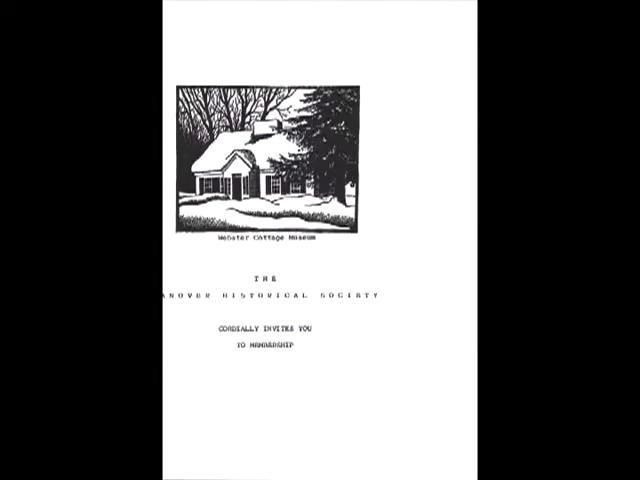 Webster Cottage Museum
THE
ANOVER HISTORICAL SOCIETY
CORDIALLY INVITES YOU
TO MEMBERSHIP